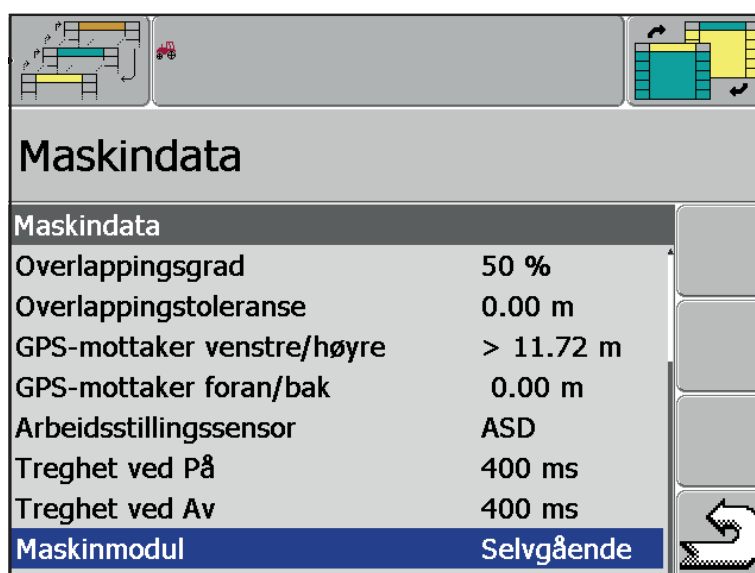 Maskindata
Maskindata
Overlappingsgrad 50 %
Overlappingstoleranse 0.00 m
GPS-mottaker venstre/høyre > 11.72 m
GPS-mottaker foran/bak 0.00 m
Arbeidsstillingssensor ASD
Treghet ved På 400 ms
Treghet ved Av 400 ms
Maskinmodul Selvgående